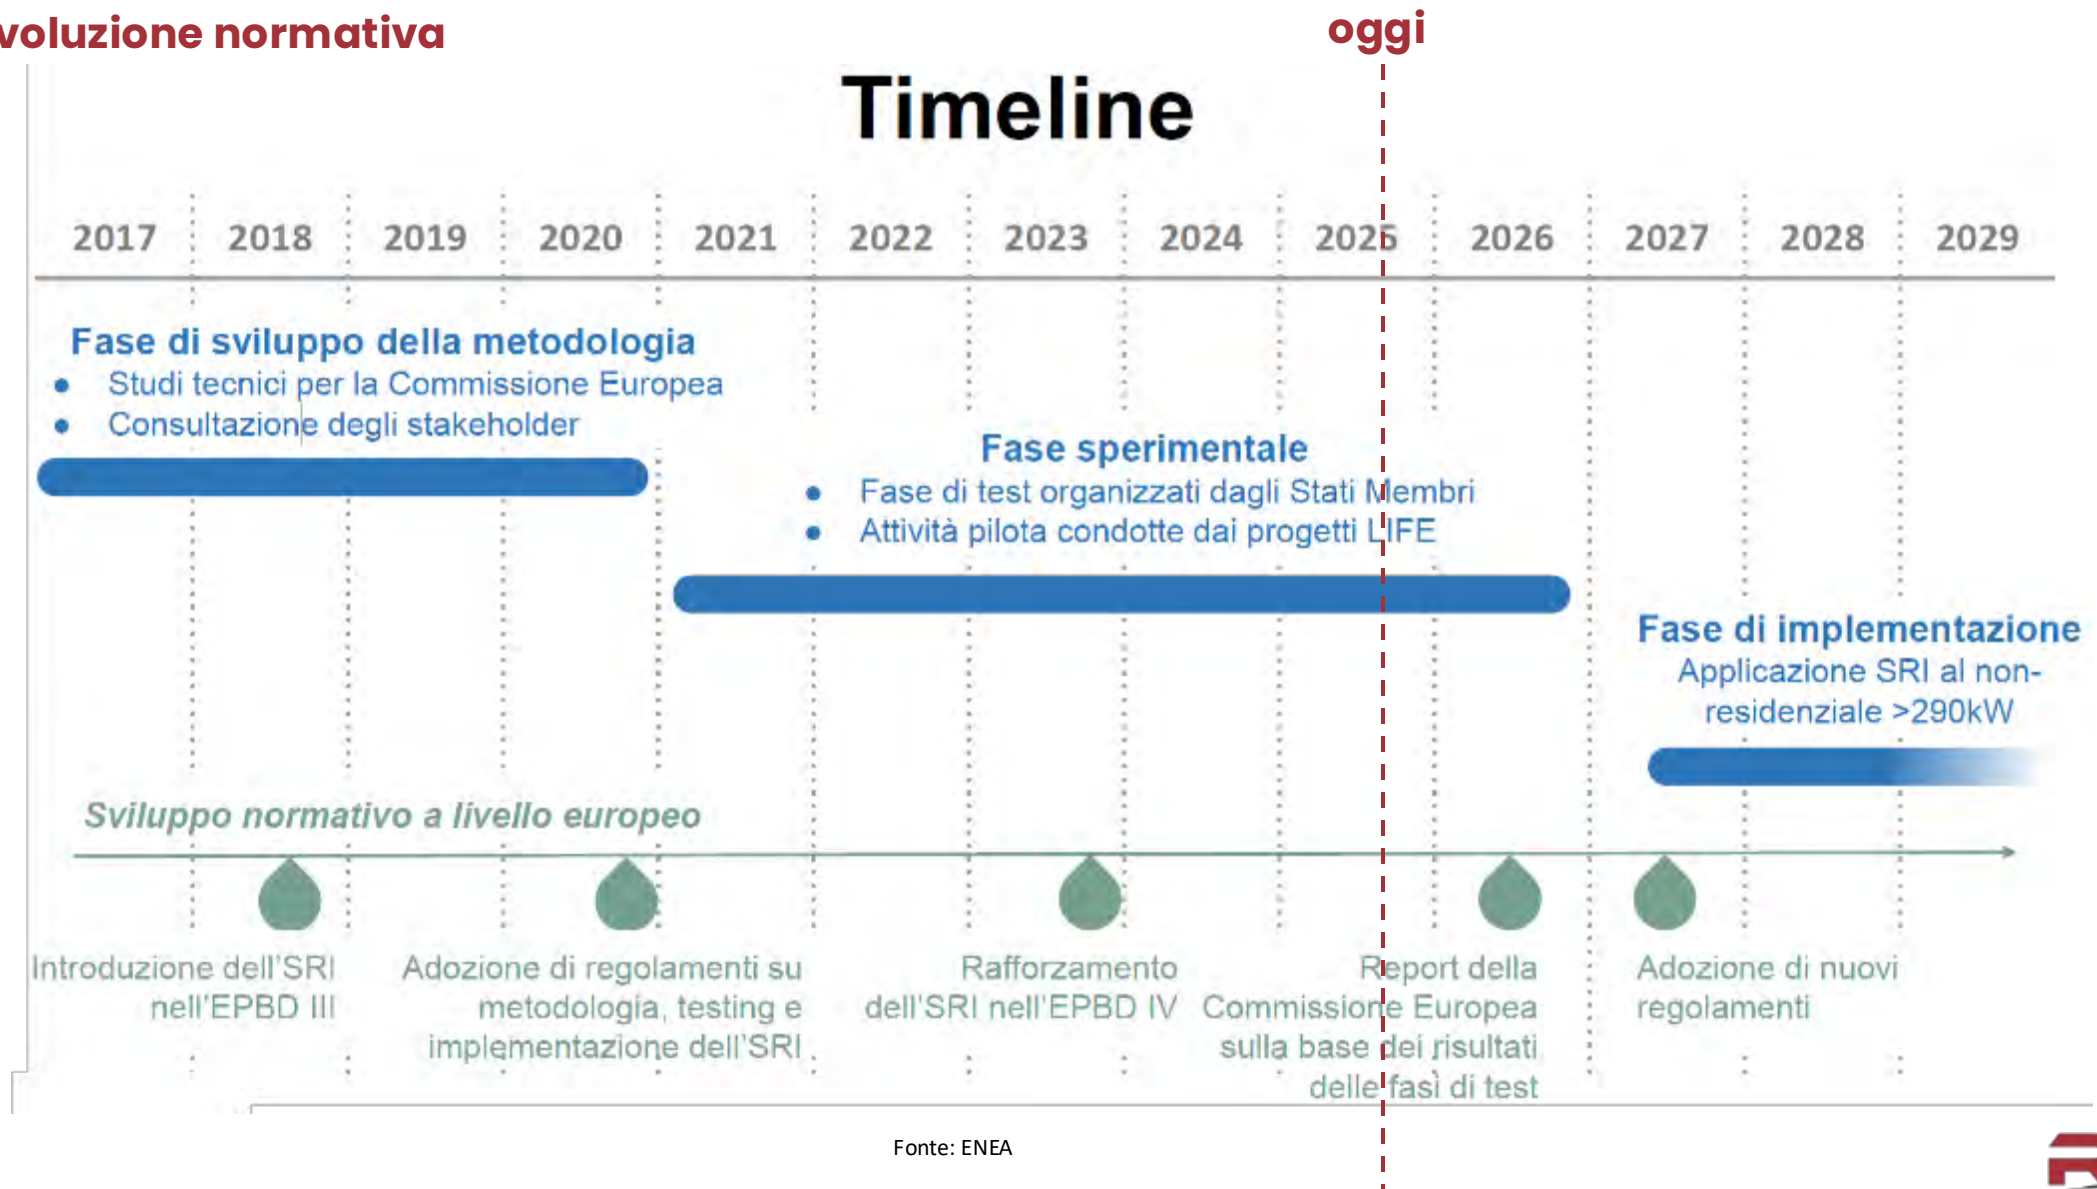 voluzione normativa
oggi
Timeline
2017 2018 2019 2020 2021 2022 2023 2024 2025 2026 2027 2028 2029
Fase di sviluppo della metodologia
• Studi tecnici per la Commissione Europea
• Consultazione degli stakeholder
Fase sperimentale
• Fase di test organizzati dagli Stati Membri
• Attività pilota condotte dai progetti LIFE
Fase di implementazione
Applicazione SRI al non-
residenziale >290kW
Sviluppo normativo a livello europeo
Introduzione dell'SRI
nell'EPBD III
Adozione di regolamenti su
metodologia, testing e
implementazione dell'SRI
Rafforzamento
dell'SRI nell'EPBD IV
Report della
Commissione Europea
sulla base dei risultati
delle fasi di test
Adozione di nuovi
regolamenti
Fonte: ENEA